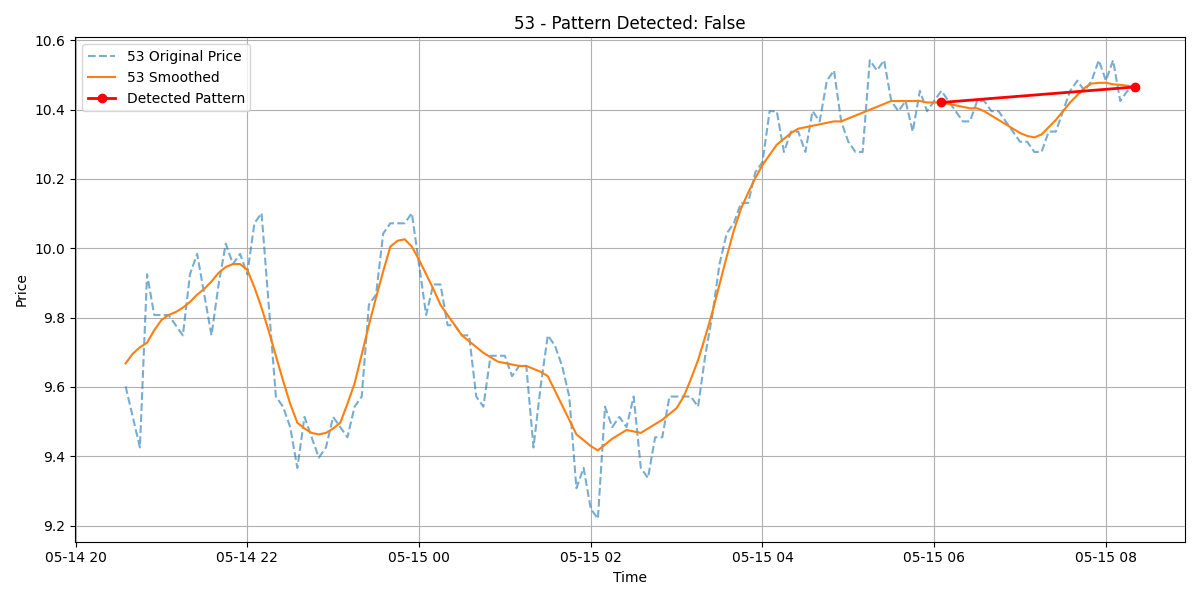 53 - Pattern Detected: False
53 Original Price
53 Smoothed
Detected Pattern
10.6
10.4
10.2
10.0
9.8
9.6
9.4
9.2
Price
05-14 20
05-14 22
05-15 00
05-15 02
05-15 04
05-15 06
05-15 08
Time